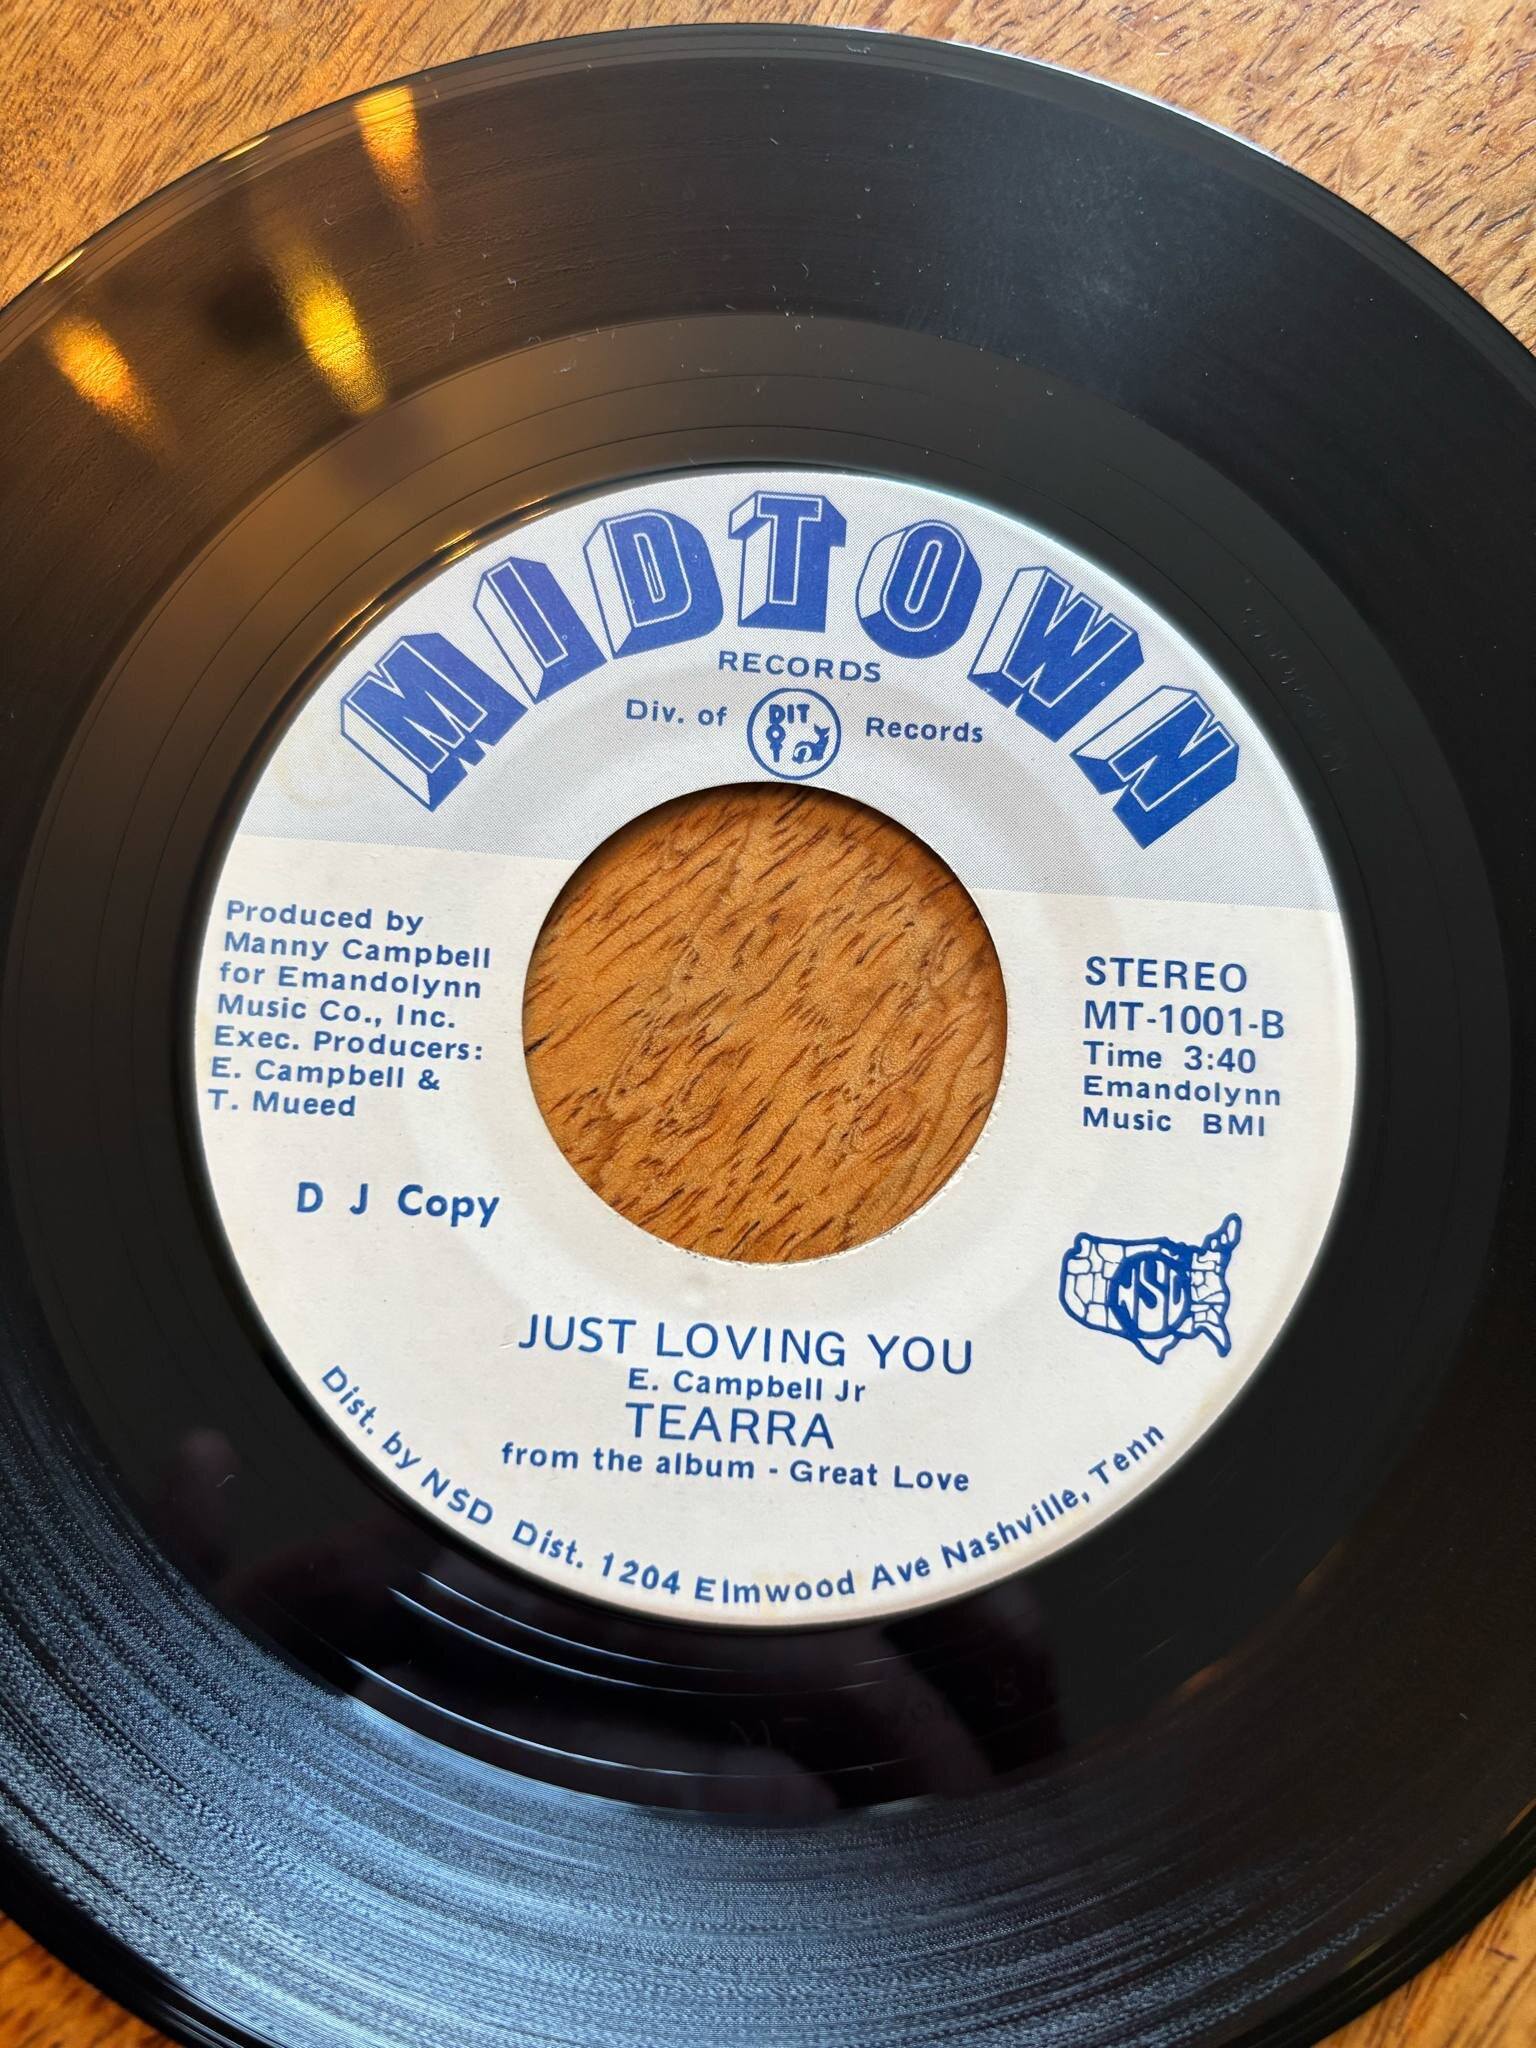 MIDTOWN
RECORDS
Div. of DIT Records
Produced by
Manny Campbell
for Emandolynn
Music Co., Inc.
Exec. Producers:
E. Campbell &
T. Mueed
STEREO
MT-1001-B
Time 3:40
Emandolynn
Music BMI
D J Copy
NSD
JUST LOVING YOU
E. Campbell Jr
TEARRA
from the album - Great Love
Dist. by NSD Dist. 1204 Elmwood Ave Nashville, Tenn